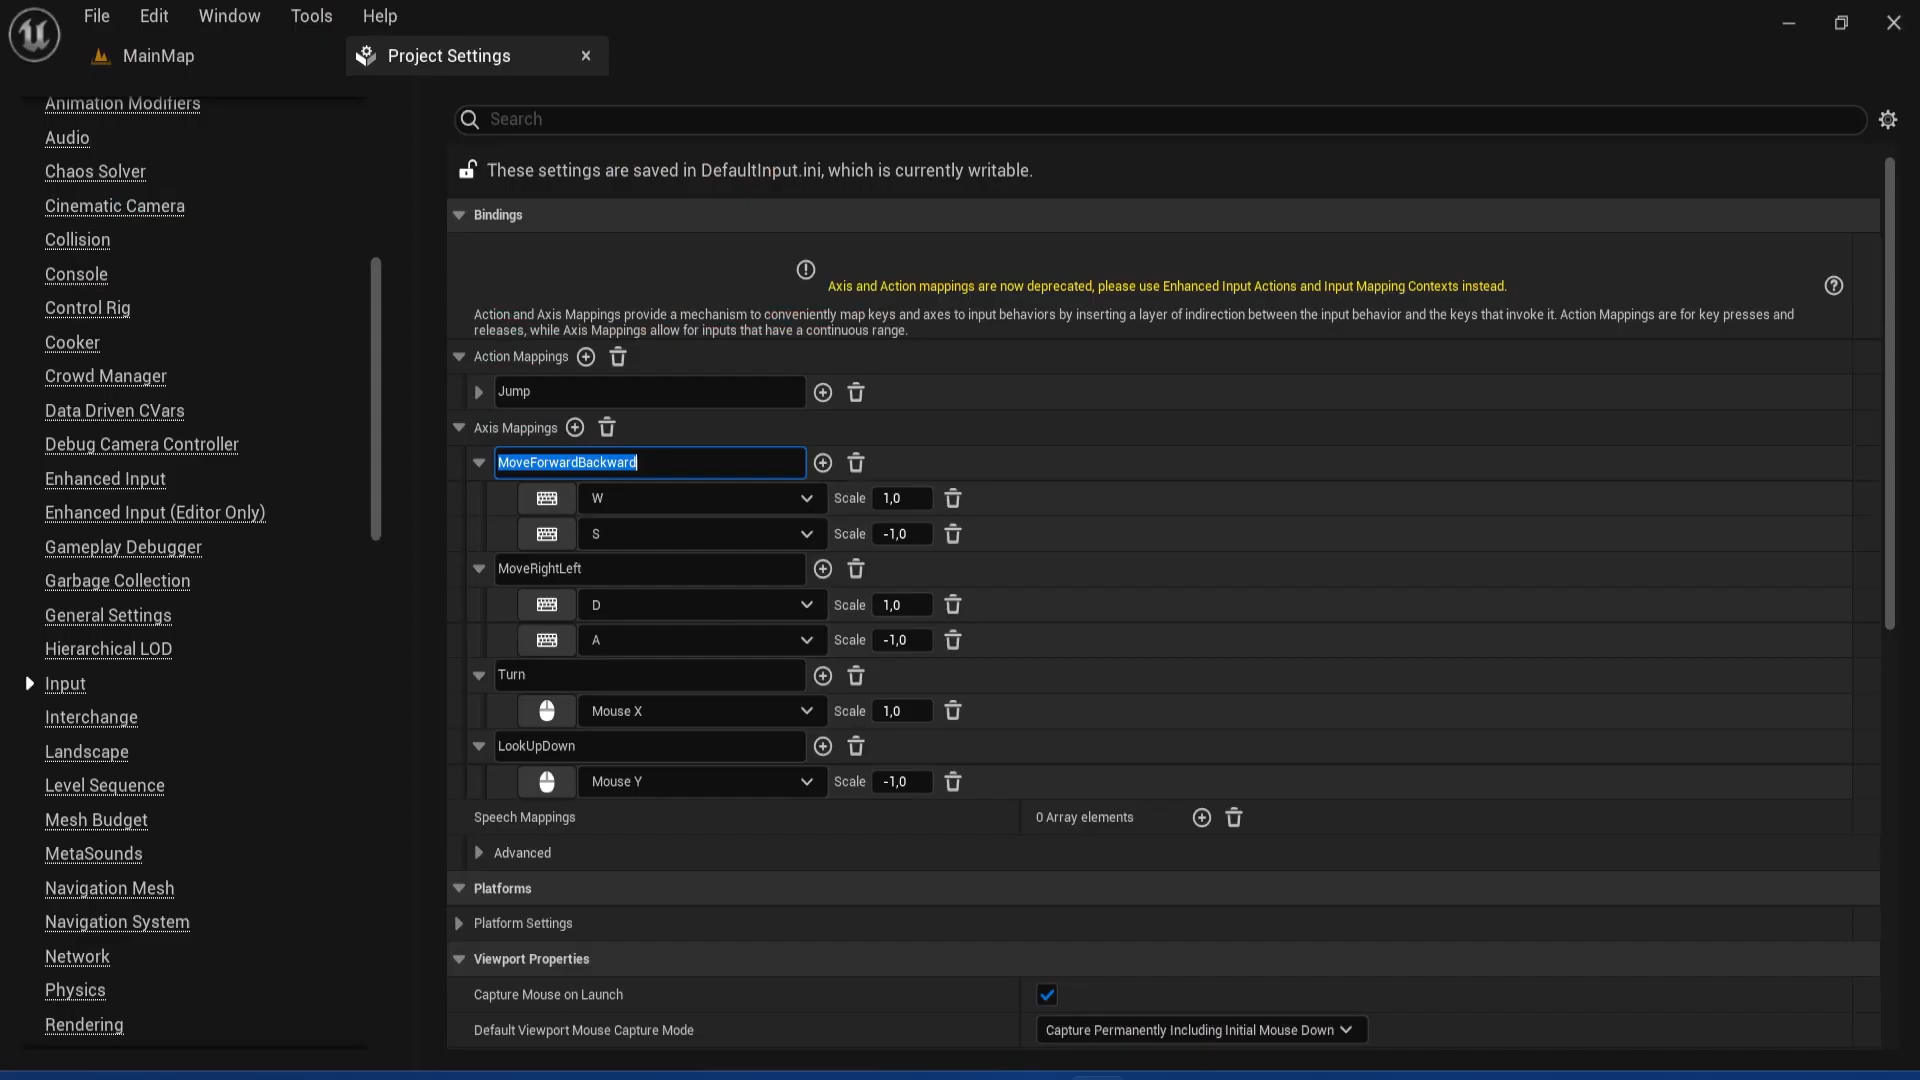 File Edit Window Tools Help
MainMap
Project Settings
Animation Modifiers
Audio
Chaos Solver
Cinematic Camera
Collision
Console
Control Rig
Cooker
Crowd Manager
Data Driven CVars
Debug Camera Controller
Enhanced Input
Enhanced Input (Editor Only)
Gameplay Debugger
Garbage Collection
General Settings
Hierarchical LOD
Input
Interchange
Landscape
Level Sequence
Mesh Budget
MetaSounds
Navigation Mesh
Navigation System
Network
Physics
Rendering
Search
These settings are saved in DefaultInput.ini, which is currently writable.
Bindings
Axis and Action mappings are now deprecated, please use Enhanced Input Actions and Input Mapping Contexts instead.
Action and Axis Mappings provide a mechanism to conveniently map keys and axes to input behaviors by inserting a layer of indirection between the input behavior and the keys that invoke it. Action Mappings are for key presses and
releases, while Axis Mappings allow for inputs that have a continuous range.
Action Mappings
Jump
Axis Mappings
MoveForwardBackward
W Scale 1,0
S Scale -1,0
MoveRightLeft
D Scale 1,0
A Scale -1,0
Turn
Mouse X Scale 1,0
LookUpDown
Mouse Y Scale -1,0
Speech Mappings 0 Array elements
Advanced
Platforms
Platform Settings
Viewport Properties
Capture Mouse on Launch
Default Viewport Mouse Capture Mode Capture Permanently Including Initial Mouse Down